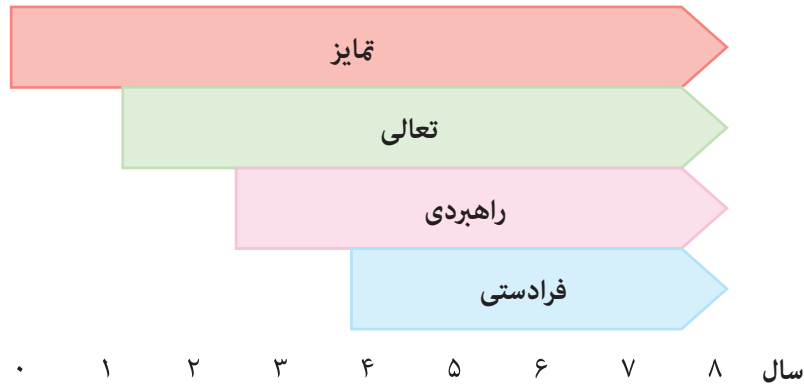 تمایز
تعالی
راهبردی
فرادستی
۰ ۱ ۲ ۳ ۴ ۵ ۶ ۷ ۸ سال